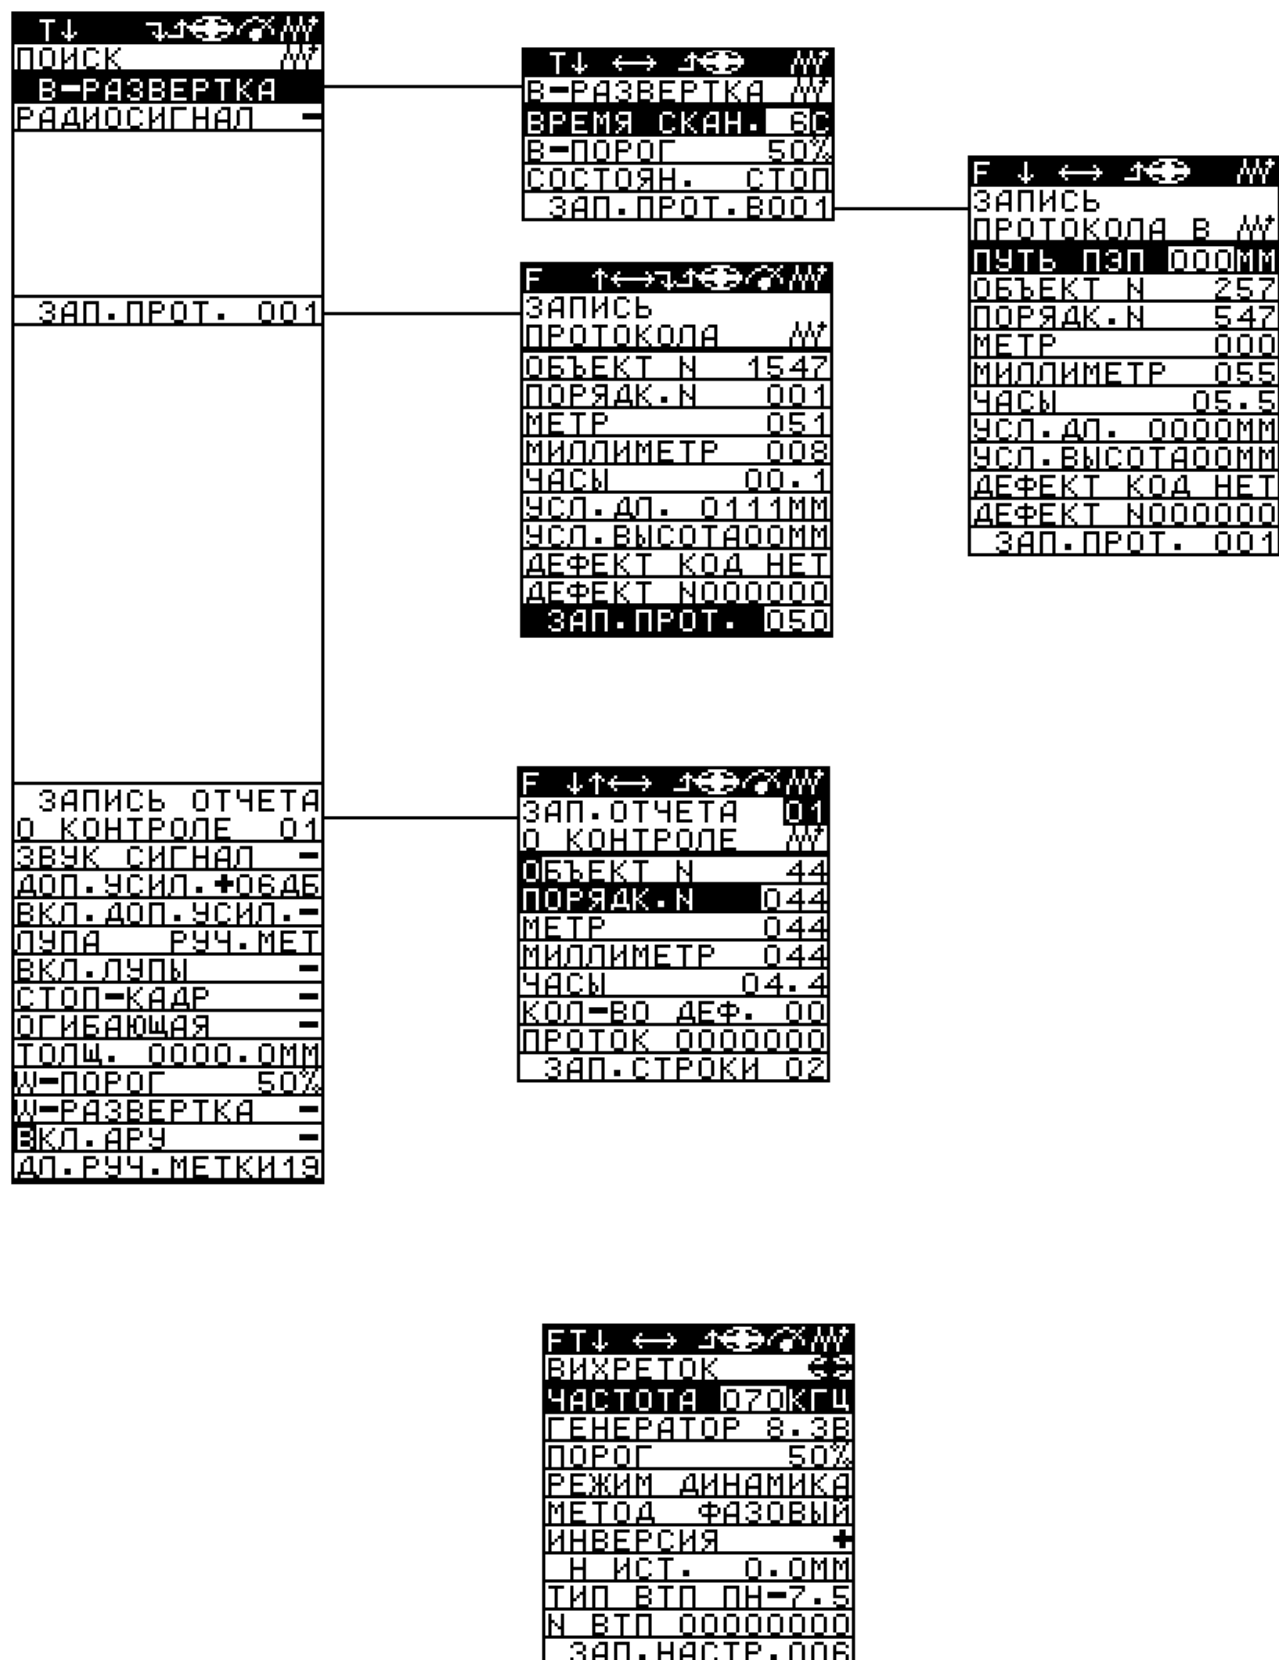 Т↓
ПОИСК
В-РАЗВЕРТКА
РАДИОСИГНАЛ -
ЗАП.ПРОТ. 001
ЗАПИСЬ ОТЧЕТА
О КОНТРОЛЕ 01
ЗВУК СИГНАЛ -
ДОП.УСИЛ.+06ДБ
ВКЛ.ДОП.УСИЛ.-
ЛУПА РУЧ.МЕТ
ВКЛ.ЛУПЫ -
СТОП-КАДР -
ОГИБАЮЩАЯ -
ТОЛЩ. 0000.0ММ
W-ПОРОГ 50%
W-РАЗВЕРТКА -
ВКЛ.АРУ -
ДЛ.РУЧ.МЕТКИ19
Т↓ ↔
В-РАЗВЕРТКА
ВРЕМЯ СКАН. 6С
В-ПОРОГ 50%
СОСТОЯН. СТОП
ЗАП.ПРОТ.В001
F ↑↔
ЗАПИСЬ
ПРОТОКОЛА
ОБЪЕКТ N 1547
ПОРЯДК.N 001
МЕТР 051
МИЛЛИМЕТР 008
ЧАСЫ 00.1
УСЛ.ДЛ. 0111ММ
УСЛ.ВЫСОТА00ММ
ДЕФЕКТ КОД НЕТ
ДЕФЕКТ N000000
ЗАП.ПРОТ. 050
F ↓ ↔
ЗАПИСЬ
ПРОТОКОЛА В
ПУТЬ ПЭП 000ММ
ОБЪЕКТ N 257
ПОРЯДК.N 547
МЕТР 000
МИЛЛИМЕТР 055
ЧАСЫ 05.5
УСЛ.ДЛ. 0000ММ
УСЛ.ВЫСОТА00ММ
ДЕФЕКТ КОД НЕТ
ДЕФЕКТ N000000
ЗАП.ПРОТ. 001
F ↓↑↔
ЗАП.ОТЧЕТА 01
О КОНТРОЛЕ
ОБЪЕКТ N 44
ПОРЯДК.N 044
МЕТР 044
МИЛЛИМЕТР 044
ЧАСЫ 04.4
КОЛ-ВО ДЕФ. 00
ПРОТОК 0000000
ЗАП.СТРОКИ 02
FT↓ ↔
ВИХРЕТОК
ЧАСТОТА 070КГЦ
ГЕНЕРАТОР 8.3В
ПОРОГ 50%
РЕЖИМ ДИНАМИКА
МЕТОД ФАЗОВЫЙ
ИНВЕРСИЯ +
Н ИСТ. 0.0ММ
ТИП ВТП ПН-7.5
N ВТП 00000000
ЗАП.НАСТР.006